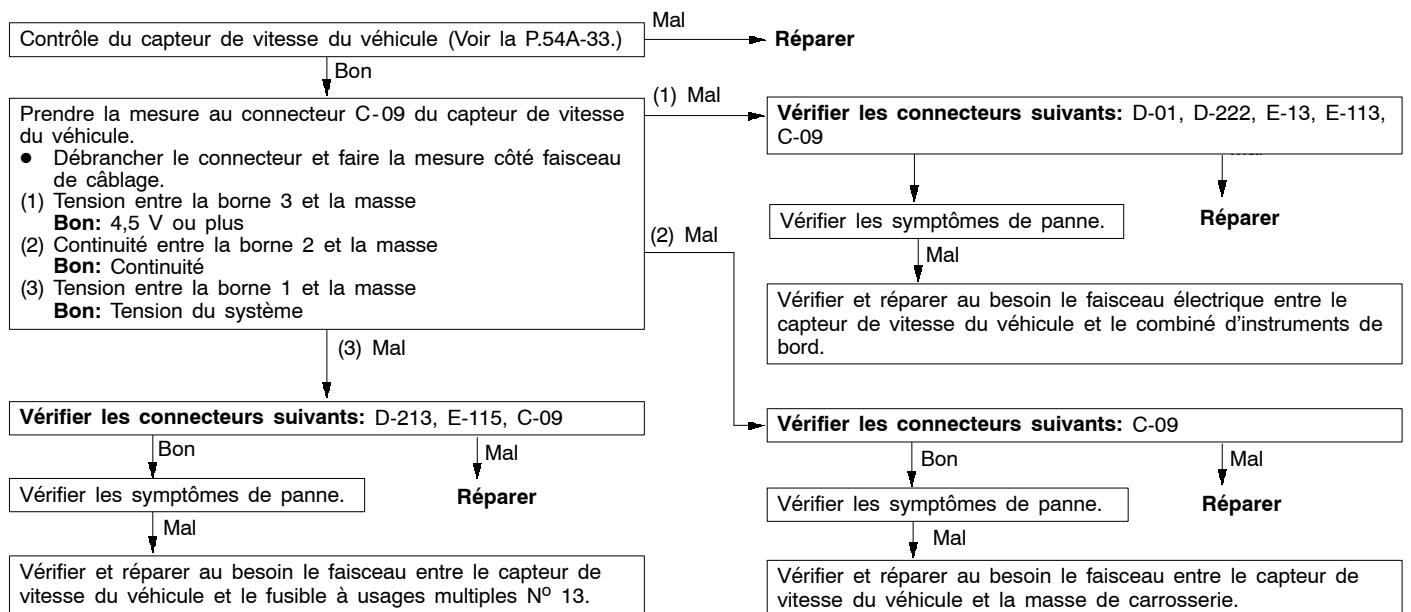 Contrôle du capteur de vitesse du véhicule (Voir la P.54A-33.)
Mal
Réparer
Bon
Prendre la mesure au connecteur C-09 du capteur de vitesse
du véhicule.
● Débrancher le connecteur et faire la mesure côté faisceau
de câblage.
(1) Tension entre la borne 3 et la masse
Bon: 4,5 V ou plus
(2) Continuité entre la borne 2 et la masse
Bon: Continuité
(3) Tension entre la borne 1 et la masse
Bon: Tension du système
(1) Mal
Vérifier les connecteurs suivants: D-01, D-222, E-13, E-113,
C-09
Vérifier les symptômes de panne.
Réparer
Mal
Vérifier et réparer au besoin le faisceau électrique entre le
capteur de vitesse du véhicule et le combiné d'instruments de
bord.
(2) Mal
Vérifier les connecteurs suivants: C-09
Bon
Mal
Vérifier les symptômes de panne.
Réparer
Mal
Vérifier et réparer au besoin le faisceau entre le capteur de
vitesse du véhicule et la masse de carrosserie.
(3) Mal
Vérifier les connecteurs suivants: D-213, E-115, C-09
Bon
Mal
Vérifier les symptômes de panne.
Réparer
Mal
Vérifier et réparer au besoin le faisceau entre le capteur de
vitesse du véhicule et le fusible à usages multiples Nº 13.